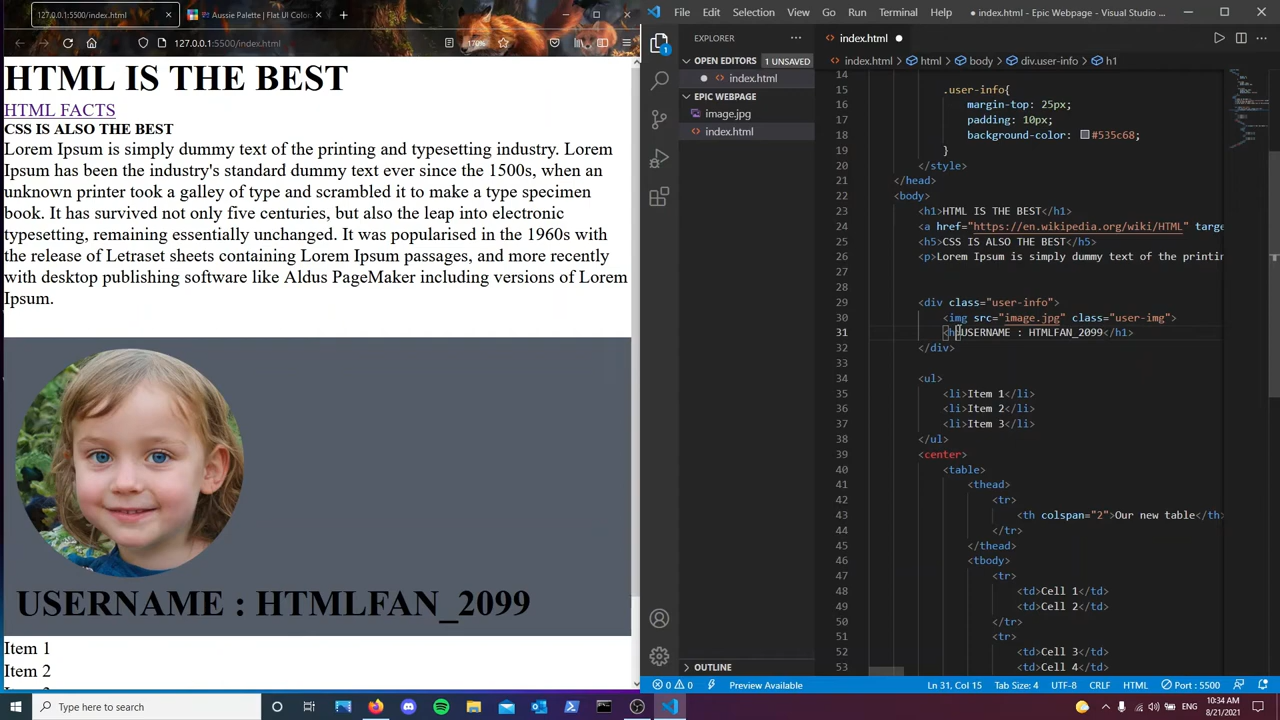 127.0.0.1:5500/index.html
Aussie Palette | Flat UI Colo
127.0.0.1:5500/index.html
170%
HTML IS THE BEST
HTML FACTS
CSS IS ALSO THE BEST
Lorem Ipsum is simply dummy text of the printing and typesetting industry. Lorem
Ipsum has been the industry's standard dummy text ever since the 1500s, when an
unknown printer took a galley of type and scrambled it to make a type specimen
book. It has survived not only five centuries, but also the leap into electronic
typesetting, remaining essentially unchanged. It was popularised in the 1960s with
the release of Letraset sheets containing Lorem Ipsum passages, and more recently
with desktop publishing software like Aldus PageMaker including versions of Lorem
Ipsum.
USERNAME : HTMLFAN_2099
Item 1
Item 2
File Edit Selection View Go Run Terminal Help
index.html - Epic Webpage - Visual Studio ...
EXPLORER
OPEN EDITORS 1 UNSAVED
index.html
EPIC WEBPAGE
image.jpg
index.html
OUTLINE
1
index.html
index.html > html > body > div.user-info > h1
14
15 .user-info{
16 margin-top: 25px;
17 padding: 10px;
18 background-color: #535c68;
19 }
20 </style>
21 </head>
22 <body>
23 <h1>HTML IS THE BEST</h1>
24 <a href="https://en.wikipedia.org/wiki/HTML" targe
25 <h5>CSS IS ALSO THE BEST</h5>
26 <p>Lorem Ipsum is simply dummy text of the printin
27
28
29 <div class="user-info">
30 <img src="image.jpg" class="user-img">
31 <h USERNAME : HTMLFAN_2099</h1>
32 </div>
33
34 <ul>
35 <li>Item 1</li>
36 <li>Item 2</li>
37 <li>Item 3</li>
38 </ul>
39 <center>
40 <table>
41 <thead>
42 <tr>
43 <th colspan="2">Our new table</th
44 </tr>
45 </thead>
46 <tbody>
47 <tr>
48 <td>Cell 1</td>
49 <td>Cell 2</td>
50 </tr>
51 <tr>
52 <td>Cell 3</td>
53 <td>Cell 4</td>
0 0 Preview Available
Ln 31, Col 15 Tab Size: 4 UTF-8 CRLF HTML Port : 5500
Type here to search
10:34 AM
8/21/2021